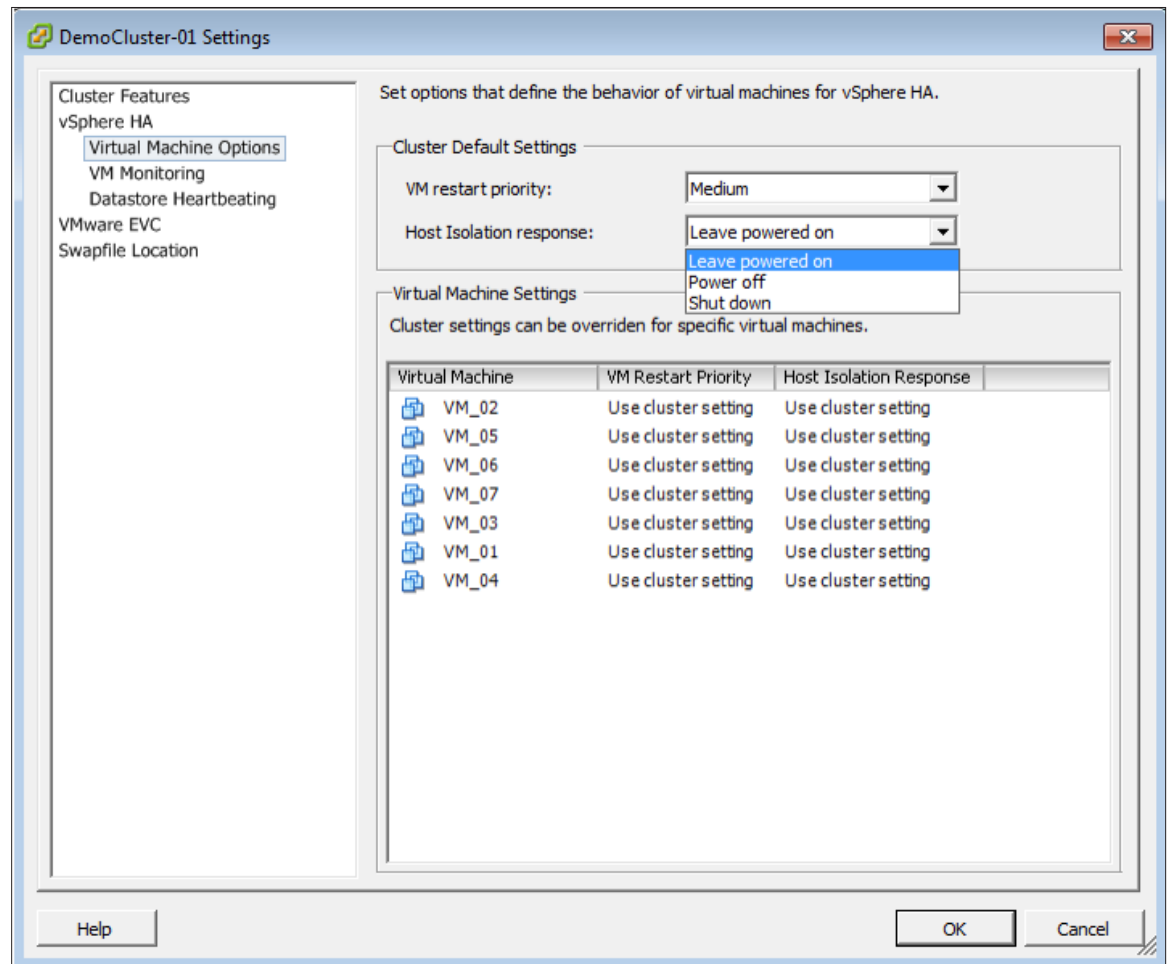 DemoCluster-01 Settings
Cluster Features
vSphere HA
Virtual Machine Options
VM Monitoring
Datastore Heartbeating
VMware EVC
Swapfile Location
Set options that define the behavior of virtual machines for vSphere HA.
Cluster Default Settings
VM restart priority: Medium
Host Isolation response: Leave powered on
Leave powered on
Power off
Shut down
Virtual Machine Settings
Cluster settings can be overriden for specific virtual machines.
Virtual Machine VM Restart Priority Host Isolation Response
VM_02 Use cluster setting Use cluster setting
VM_05 Use cluster setting Use cluster setting
VM_06 Use cluster setting Use cluster setting
VM_07 Use cluster setting Use cluster setting
VM_03 Use cluster setting Use cluster setting
VM_01 Use cluster setting Use cluster setting
VM_04 Use cluster setting Use cluster setting
Help OK Cancel